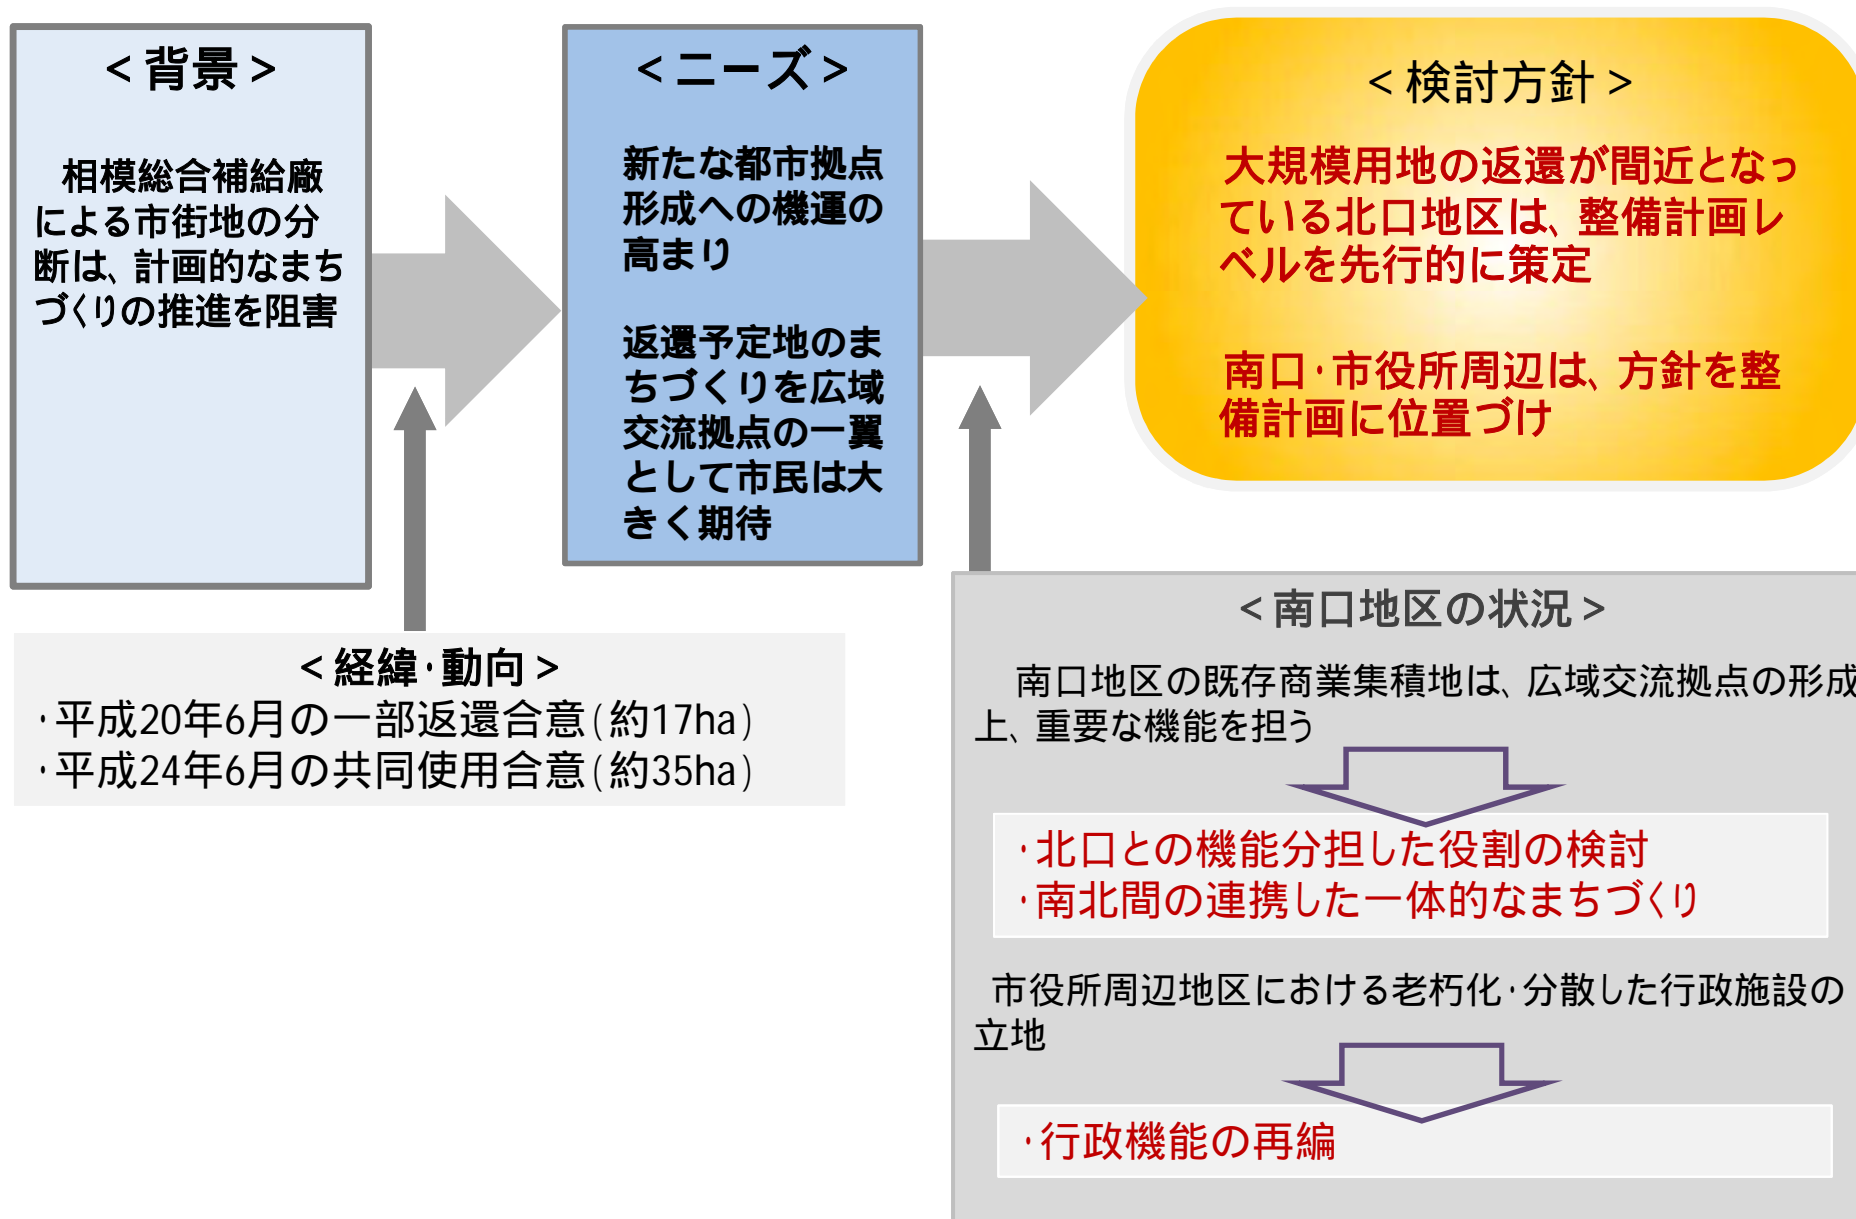 ＜背景＞
相模総合補給廠
による市街地の分
断は、計画的なまち
づくりの推進を阻害
＜ニーズ＞
新たな都市拠点
形成への機運の
高まり
返還予定地のま
ちづくりを広域
交流拠点の一翼
として市民は大
きく期待
＜検討方針＞
大規模用地の返還が間近となっ
ている北口地区は、整備計画レ
ベルを先行的に策定
南口・市役所周辺は、方針を整
備計画に位置づけ
＜経緯・動向＞
・平成20年6月の一部返還合意(約17ha)
・平成24年6月の共同使用合意(約35ha)
＜南口地区の状況＞
南口地区の既存商業集積地は、広域交流拠点の形成
上、重要な機能を担う
・北口との機能分担した役割の検討
・南北間の連携した一体的なまちづくり
市役所周辺地区における老朽化・分散した行政施設の
立地
・行政機能の再編